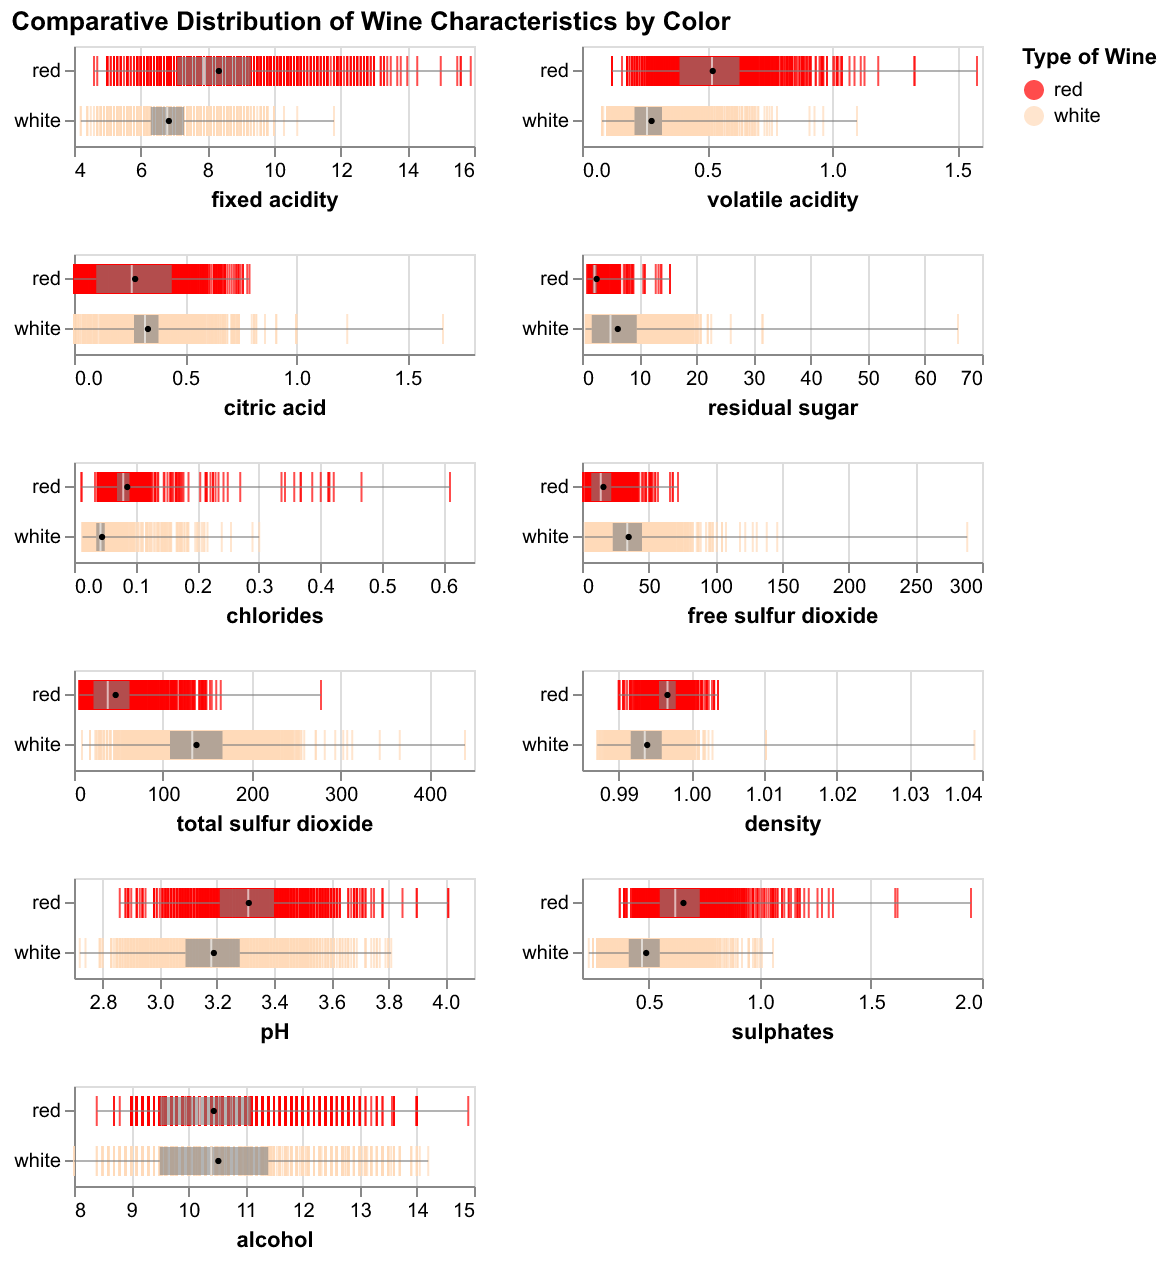 Comparative Distribution of Wine Characteristics by Color
Type of Wine
red
white
red
white
4 6 8 10 12 14 16
fixed acidity
red
white
0.0 0.5 1.0 1.5
volatile acidity
red
white
0.0 0.5 1.0 1.5
citric acid
red
white
0 10 20 30 40 50 60 70
residual sugar
red
white
0.0 0.1 0.2 0.3 0.4 0.5 0.6
chlorides
red
white
0 50 100 150 200 250 300
free sulfur dioxide
red
white
0 100 200 300 400
total sulfur dioxide
red
white
0.99 1.00 1.01 1.02 1.03 1.04
density
red
white
2.8 3.0 3.2 3.4 3.6 3.8 4.0
pH
red
white
0.5 1.0 1.5 2.0
sulphates
red
white
8 9 10 11 12 13 14 15
alcohol